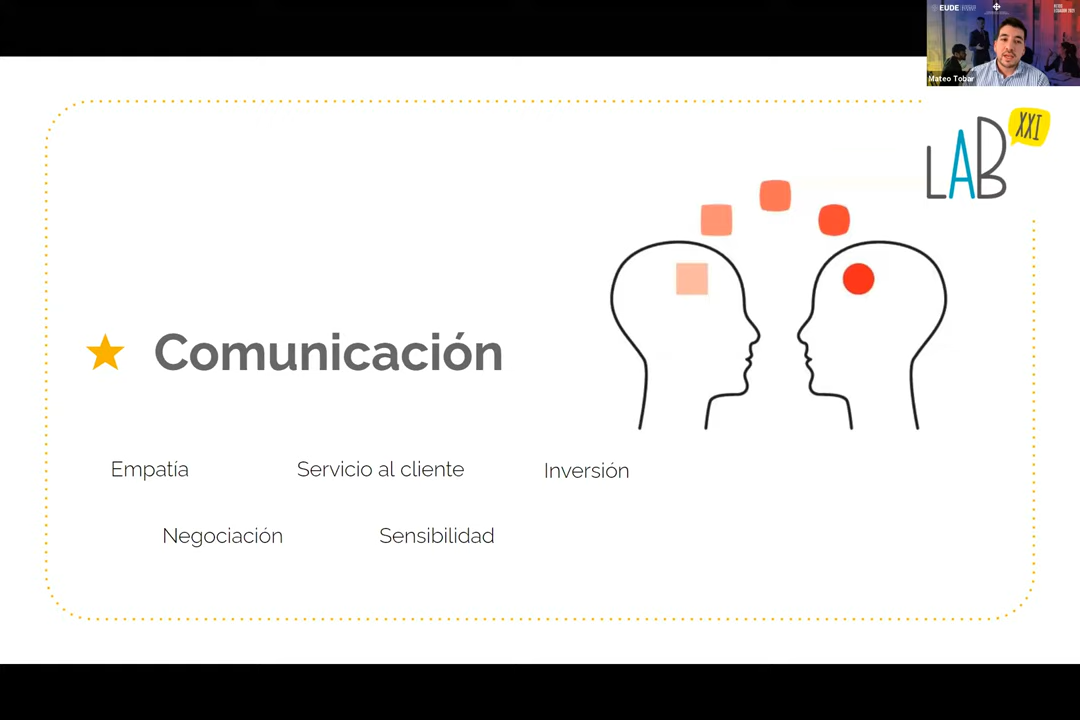 EUDE
Mateo Tobar
LAB XXI
Comunicación
Empatía
Servicio al cliente
Inversión
Negociación
Sensibilidad